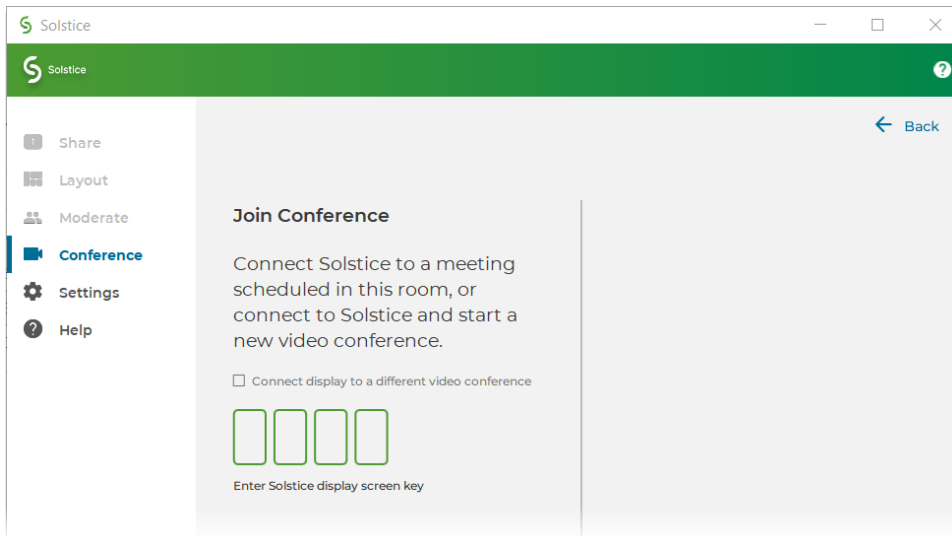 Solstice
Solstice
Back
Share
Layout
Moderate
Conference
Settings
Help
Join Conference
Connect Solstice to a meeting
scheduled in this room, or
connect to Solstice and start a
new video conference.
Connect display to a different video conference
Enter Solstice display screen key